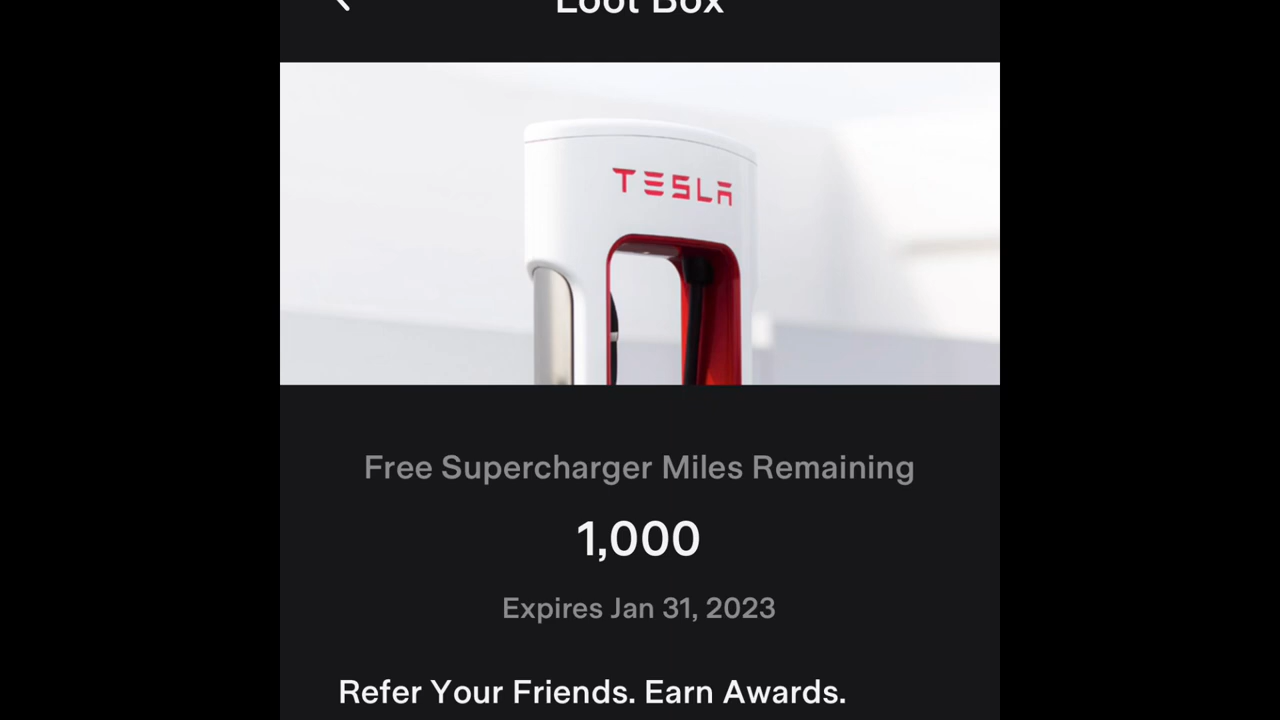 Loot Box
TESLA
Free Supercharger Miles Remaining
1,000
Expires Jan 31, 2023
Refer Your Friends. Earn Awards.